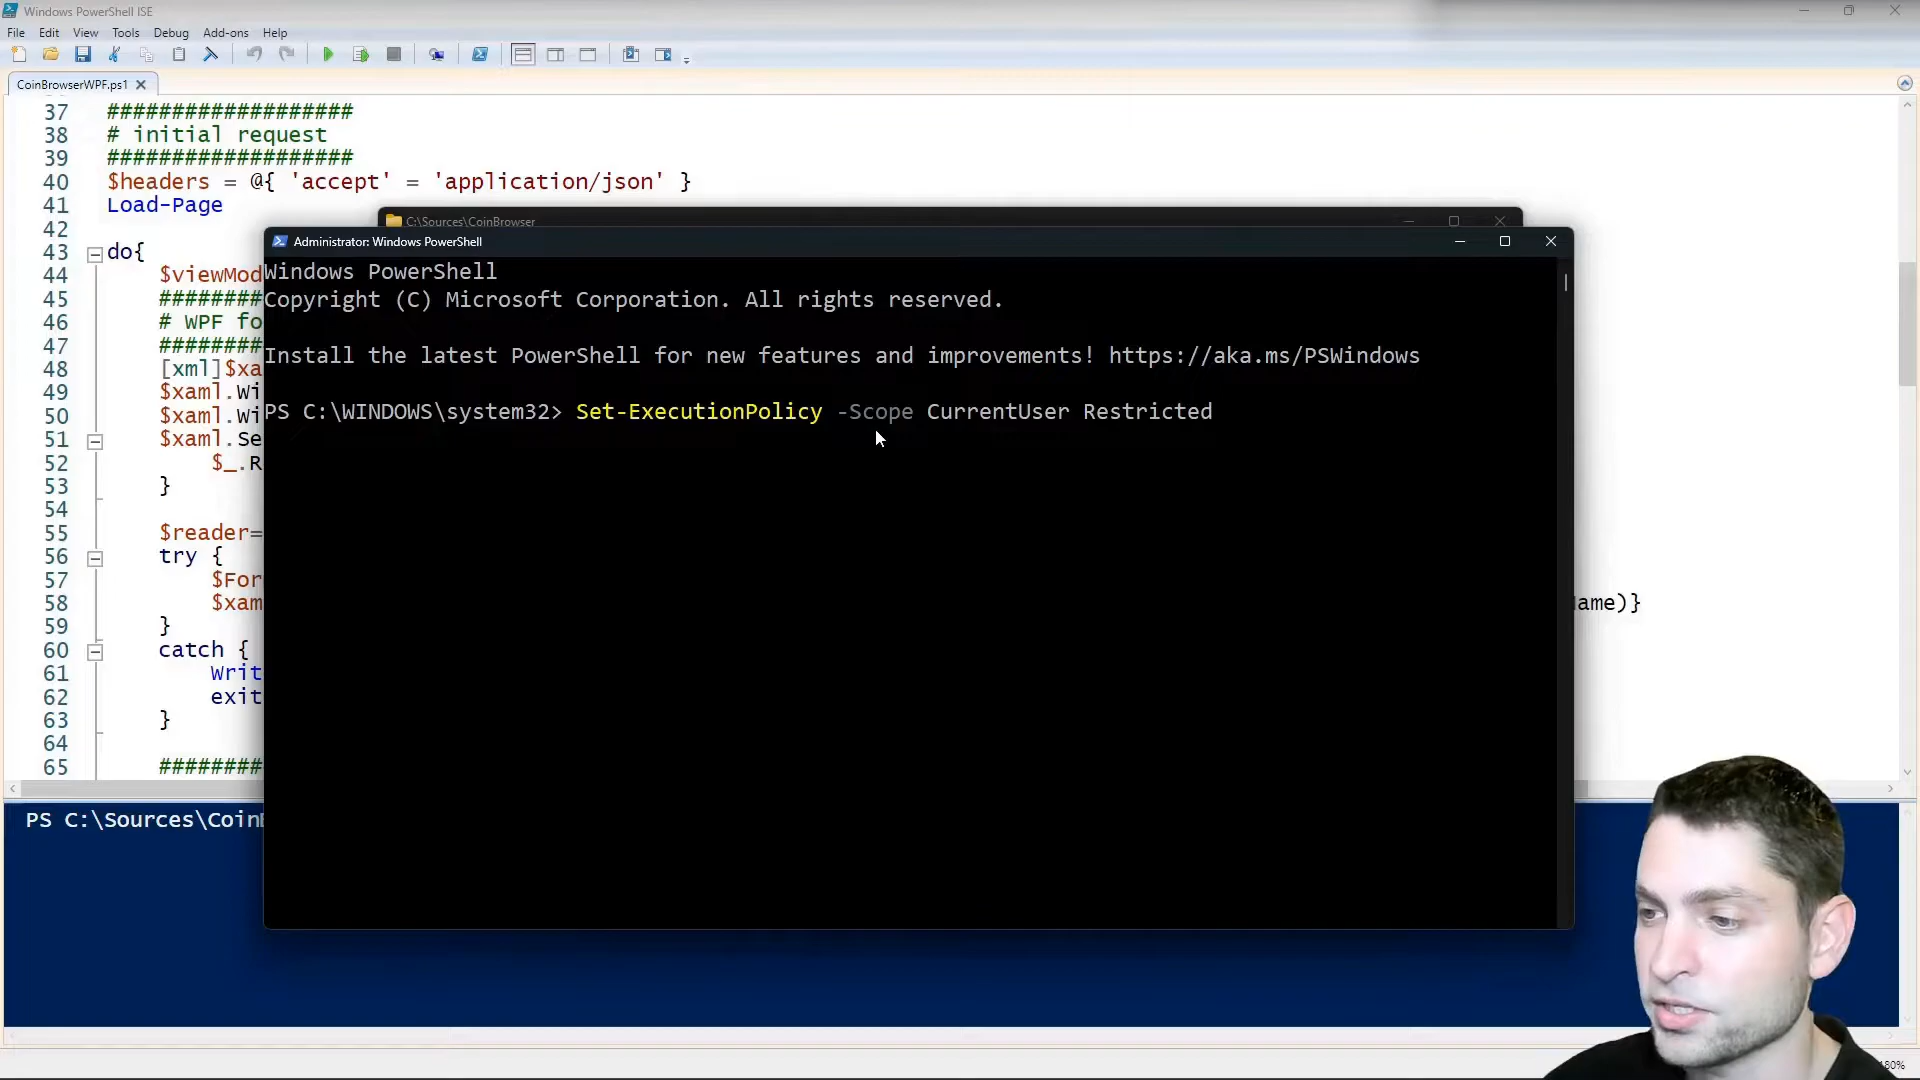 Windows PowerShell ISE
File Edit View Tools Debug Add-ons Help
CoinBrowserWPF.ps1
37 ###################
38 # initial request
39 ###################
40 $headers = @{ 'accept' = 'application/json' }
41 Load-Page
42
43 do{
44 $viewMod
45 ########
46 # WPF fo
47 ########
48 [xml]$xa
49 $xaml.Wi
50 $xaml.Wi
51 $xaml.Se
52 $_.R
53 }
54
55 $reader=
56 try {
57 $For
58 $xam ame)}
59 }
60 catch {
61 Writ
62 exit
63 }
64
65 ########
C:\Sources\CoinBrowser
Administrator: Windows PowerShell
Windows PowerShell
Copyright (C) Microsoft Corporation. All rights reserved.
Install the latest PowerShell for new features and improvements! https://aka.ms/PSWindows
PS C:\WINDOWS\system32> Set-ExecutionPolicy -Scope CurrentUser Restricted
PS C:\Sources\Coin
180%